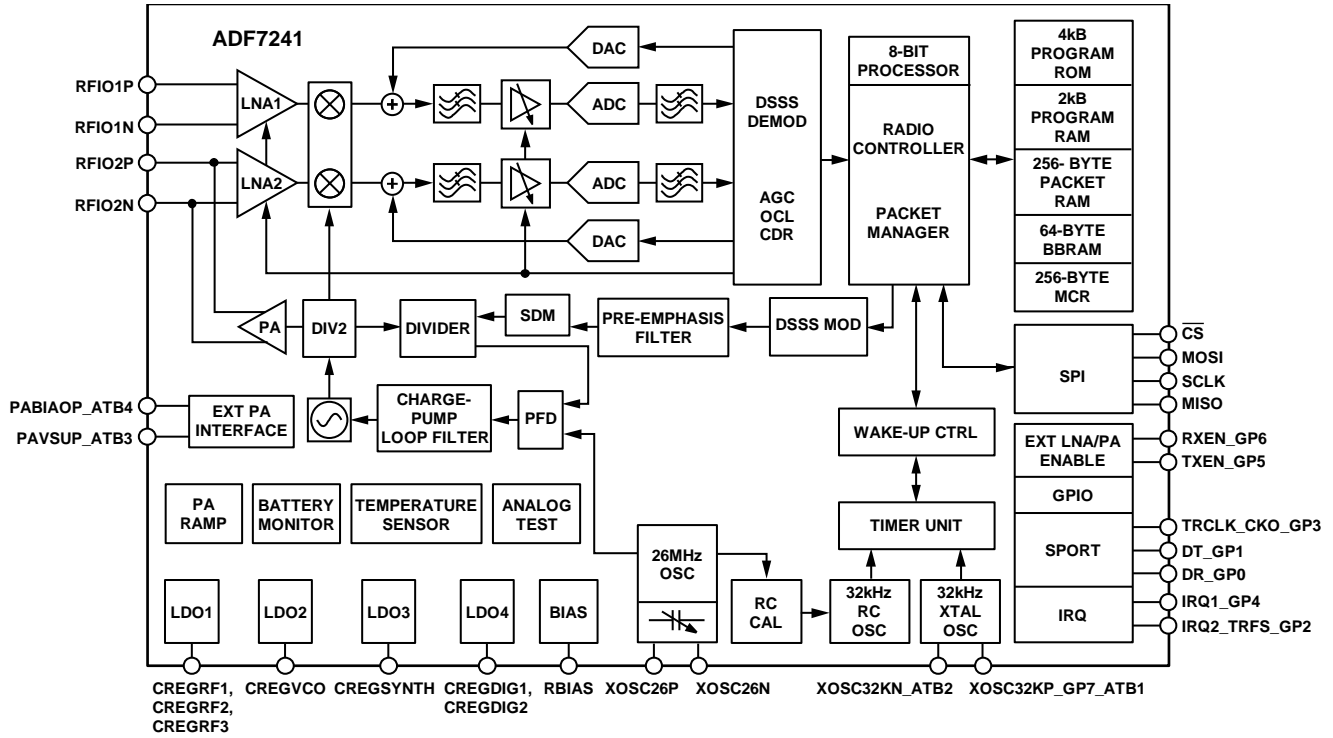 ADF7241
RFIO1P
RFIO1N
RFIO2P
RFIO2N
LNA1
LNA2
DAC
ADC
ADC
DAC
DSSS
DEMOD
AGC
OCL
CDR
8-BIT
PROCESSOR
RADIO
CONTROLLER
PACKET
MANAGER
4kB
PROGRAM
ROM
2kB
PROGRAM
RAM
256- BYTE
PACKET
RAM
64-BYTE
BBRAM
256-BYTE
MCR
PA
DIV2
DIVIDER
SDM
PRE-EMPHASIS
FILTER
DSSS MOD
SPI
CS
MOSI
SCLK
MISO
PABIAOP_ATB4
PAVSUP_ATB3
EXT PA
INTERFACE
CHARGE-
PUMP
LOOP FILTER
PFD
WAKE-UP CTRL
EXT LNA/PA
ENABLE
RXEN_GP6
TXEN_GP5
GPIO
PA
RAMP
BATTERY
MONITOR
TEMPERATURE
SENSOR
ANALOG
TEST
26MHz
OSC
TIMER UNIT
SPORT
TRCLK_CKO_GP3
DT_GP1
DR_GP0
LDO1
LDO2
LDO3
LDO4
BIAS
RC
CAL
32kHz
RC
OSC
32kHz
XTAL
OSC
IRQ
IRQ1_GP4
IRQ2_TRFS_GP2
CREGRF1,
CREGRF2,
CREGRF3
CREGVCO
CREGSYNTH
CREGDIG1,
CREGDIG2
RBIAS
XOSC26P
XOSC26N
XOSC32KN_ATB2
XOSC32KP_GP7_ATB1